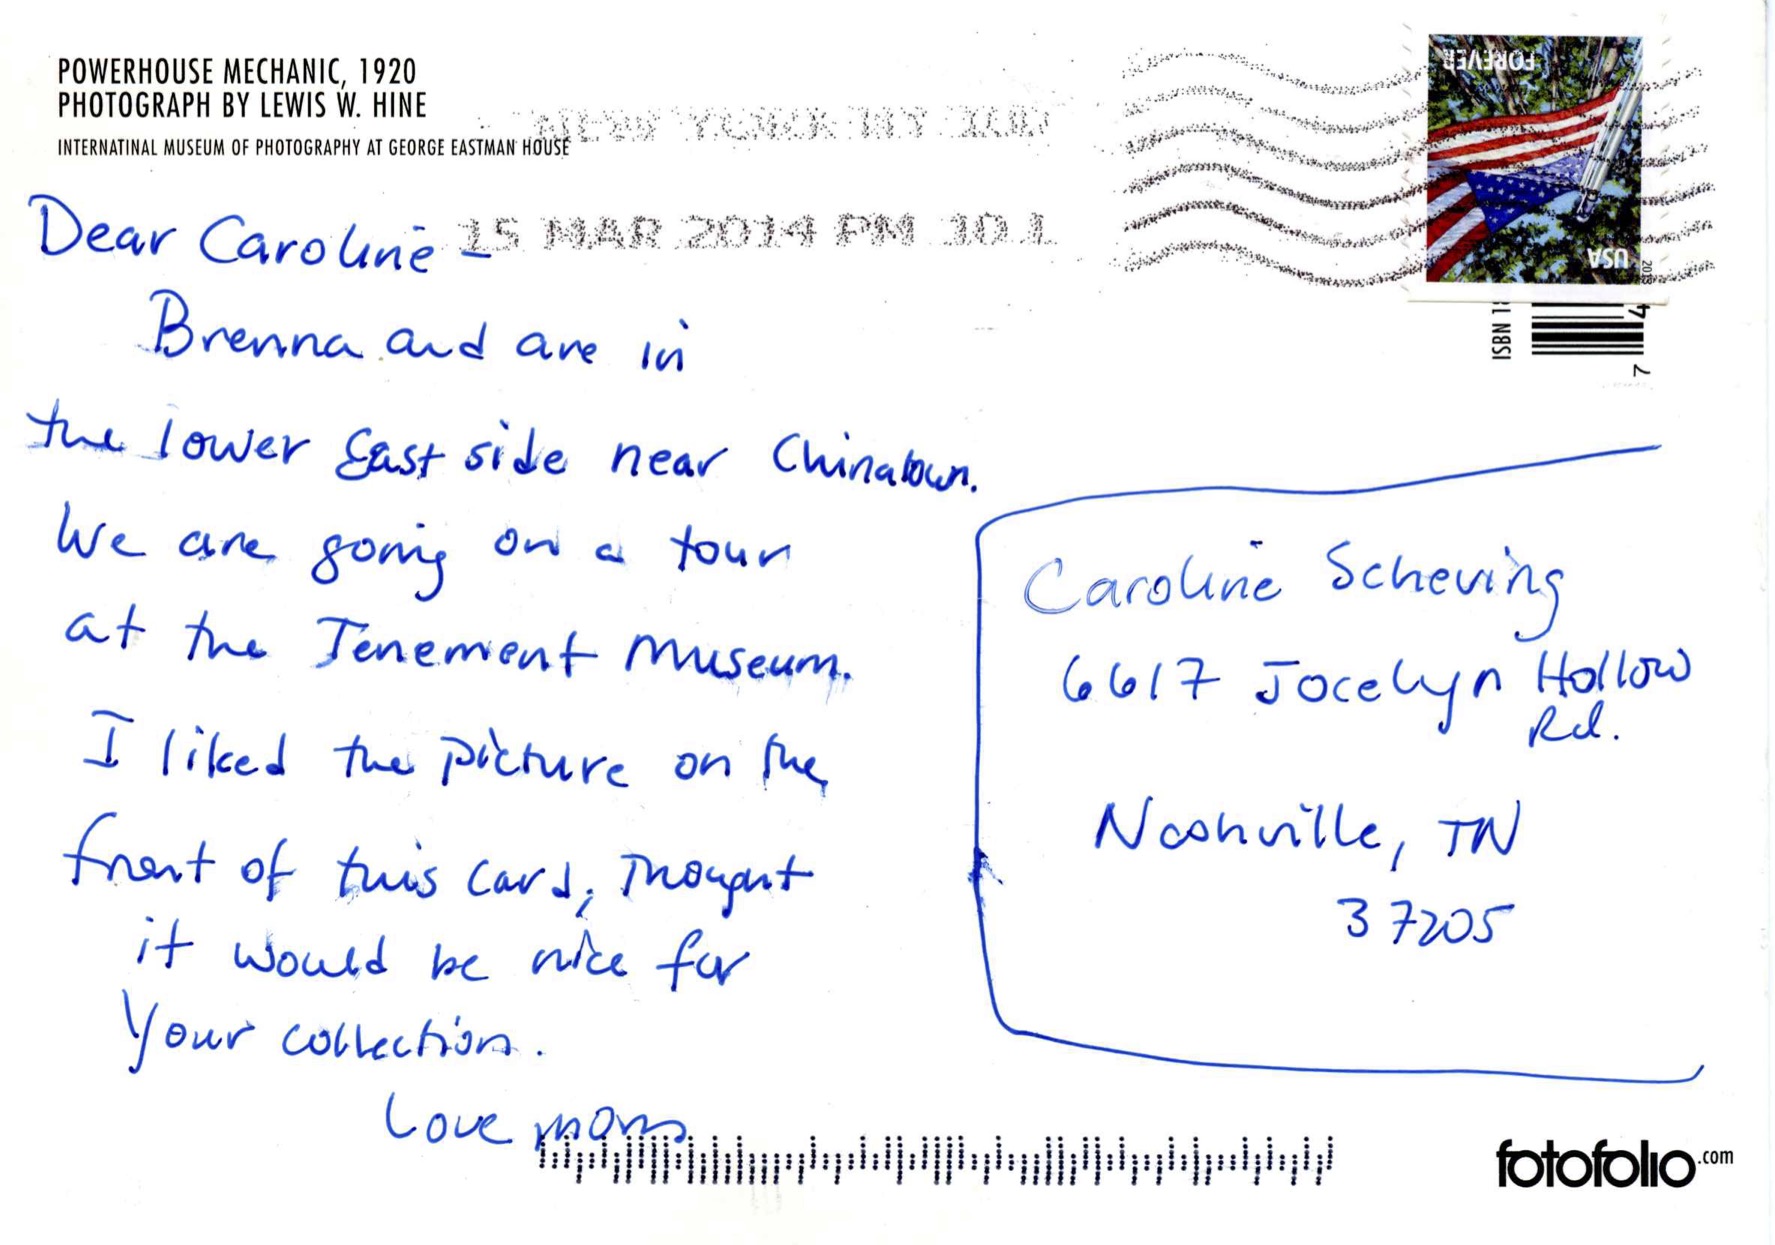 POWERHOUSE MECHANIC, 1920
PHOTOGRAPH BY LEWIS W. HINE
INTERNATINAL MUSEUM OF PHOTOGRAPHY AT GEORGE EASTMAN HOUSE
NEW YORK NY 100
15 MAR 2014 PM 10 L
FOREVER
USA
2013
ISBN 18
4
7
Dear Caroline –
Brenna and are in
the lower East side near Chinatown.
We are going on a tour
at the Tenement Museum.
I liked the picture on the
front of this card, thought
it would be nice for
your collection.
Love mom
Caroline Scheving
6617 Jocelyn Hollow
Rd.
Nashville, TN
37205
fotofolio.com